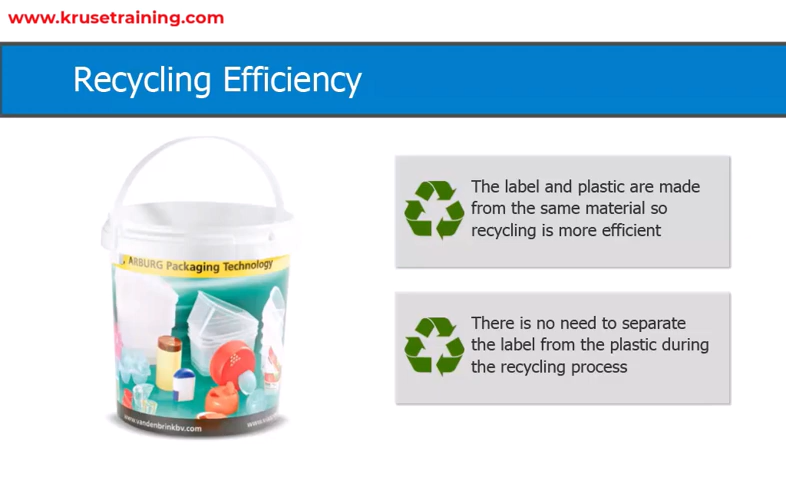 www.krusetraining.com
Recycling Efficiency
ARBURG Packaging Technology
www.vandenbrinkbv.com
The label and plastic are made
from the same material so
recycling is more efficient
There is no need to separate
the label from the plastic during
the recycling process